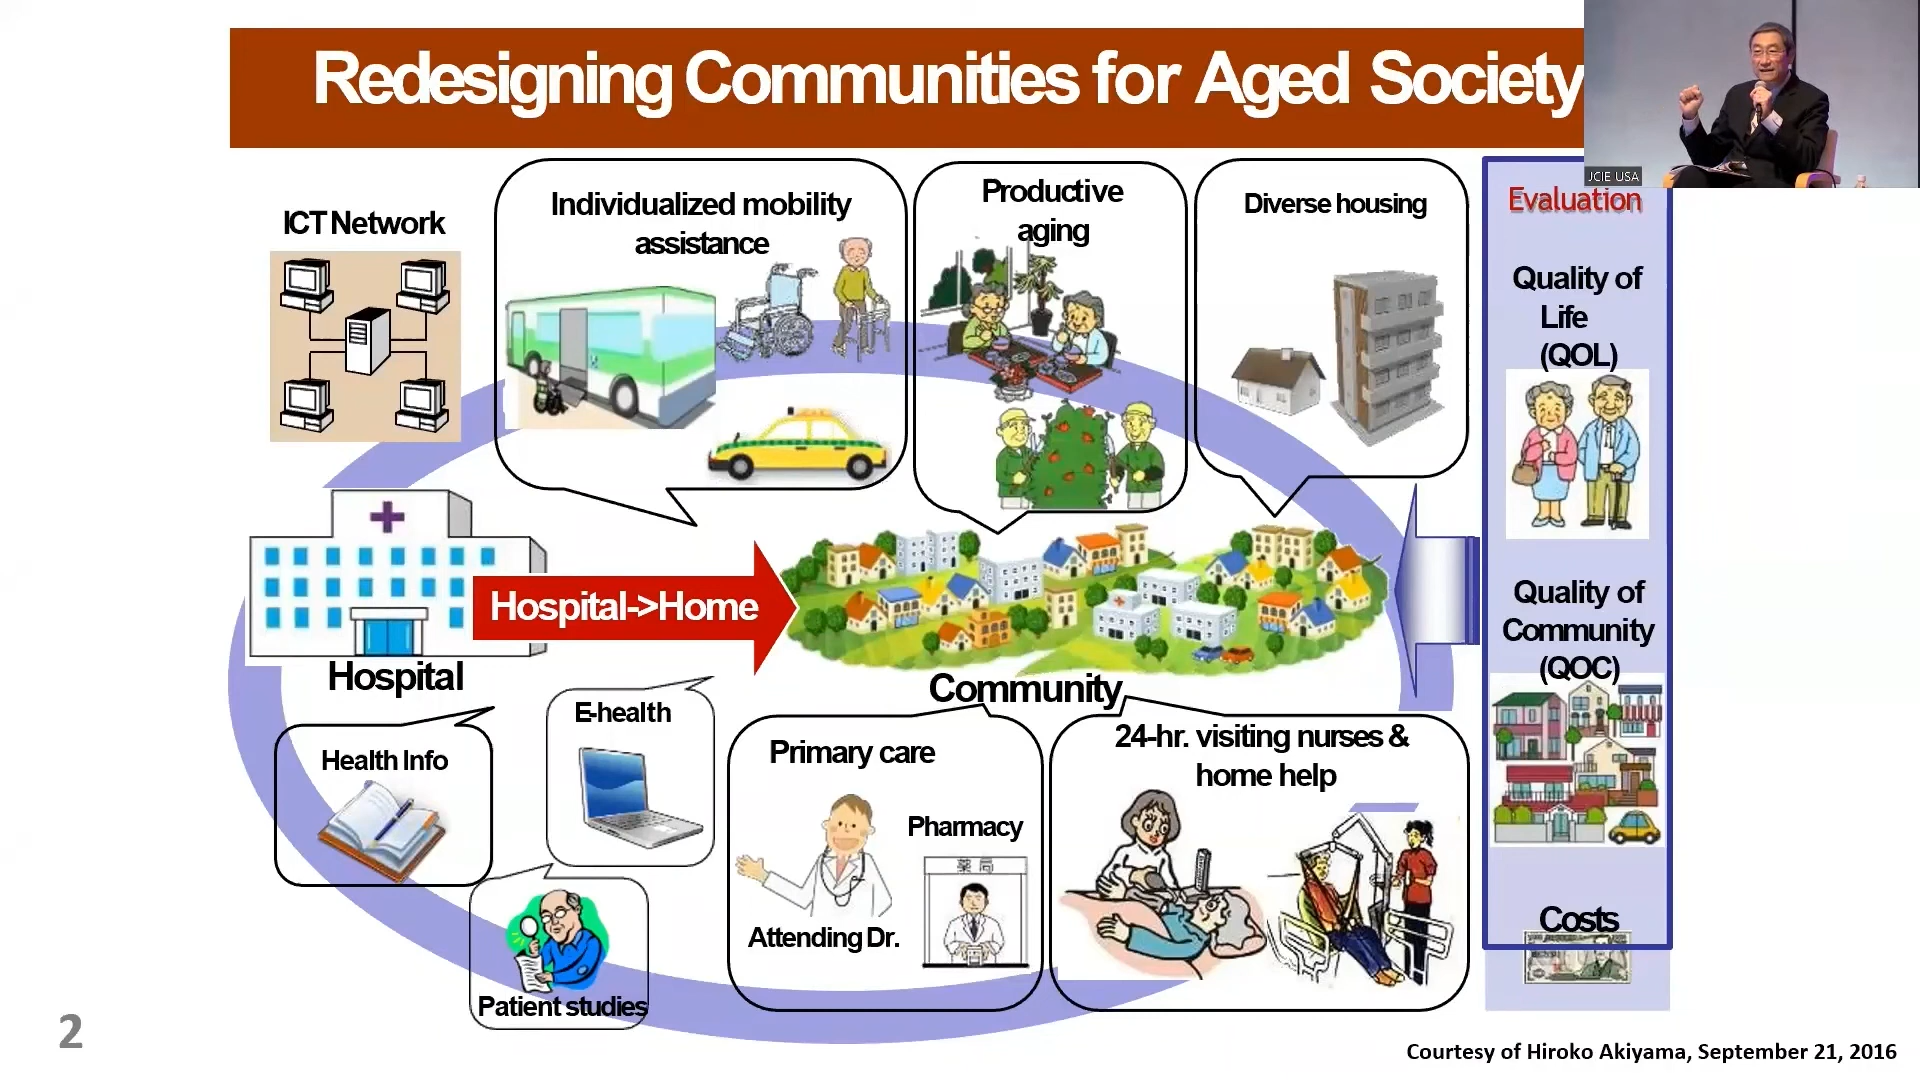 Redesigning Communities for Aged Society
JCIE USA
ICT Network
Individualized mobility
assistance
Productive
aging
Diverse housing
Evaluation
Quality of
Life
(QOL)
Hospital->Home
Hospital
Community
Quality of
Community
(QOC)
Health Info
E-health
Patient studies
Primary care
Attending Dr.
Pharmacy
薬局
24-hr. visiting nurses &
home help
Costs
2
Courtesy of Hiroko Akiyama, September 21, 2016